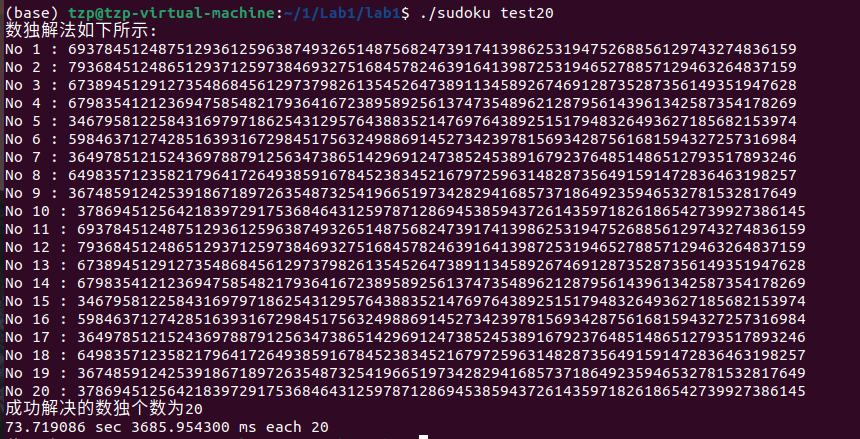 (base) tzp@tzp-virtual-machine:~/1/Lab1/lab1$ ./sudoku test20
数独解法如下所示:
No 1 : 693784512487512936125963874932651487568247391741398625319475268856129743274836159
No 2 : 793684512486512937125973846932751684578246391641398725319465278857129463264837159
No 3 : 673894512912735486845612973798261354526473891134589267469128735287356149351947628
No 4 : 679835412123694758548217936416723895892561374735489621287956143961342587354178269
No 5 : 346795812258431697971862543129576438835214769764389251517948326493627185682153974
No 6 : 598463712742851639316729845175632498869145273423978156934287561681594327257316984
No 7 : 364978512152436978879125634738651429691247385245389167923764851486512793517893246
No 8 : 649835712358217964172649385916784523834521679725963148287356491591472836463198257
No 9 : 367485912425391867189726354873254196651973428294168573718649235946532781532817649
No 10 : 378694512564218397291753684643125978712869453859437261435971826186542739927386145
No 11 : 693784512487512936125963874932651487568247391741398625319475268856129743274836159
No 12 : 793684512486512937125973846932751684578246391641398725319465278857129463264837159
No 13 : 673894512912735486845612973798261354526473891134589267469128735287356149351947628
No 14 : 679835412123694758548217936416723895892561374735489621287956143961342587354178269
No 15 : 346795812258431697971862543129576438835214769764389251517948326493627185682153974
No 16 : 598463712742851639316729845175632498869145273423978156934287561681594327257316984
No 17 : 364978512152436978879125634738651429691247385245389167923764851486512793517893246
No 18 : 649835712358217964172649385916784523834521679725963148287356491591472836463198257
No 19 : 367485912425391867189726354873254196651973428294168573718649235946532781532817649
No 20 : 378694512564218397291753684643125978712869453859437261435971826186542739927386145
成功解决的数独个数为20
73.719086 sec 3685.954300 ms each 20